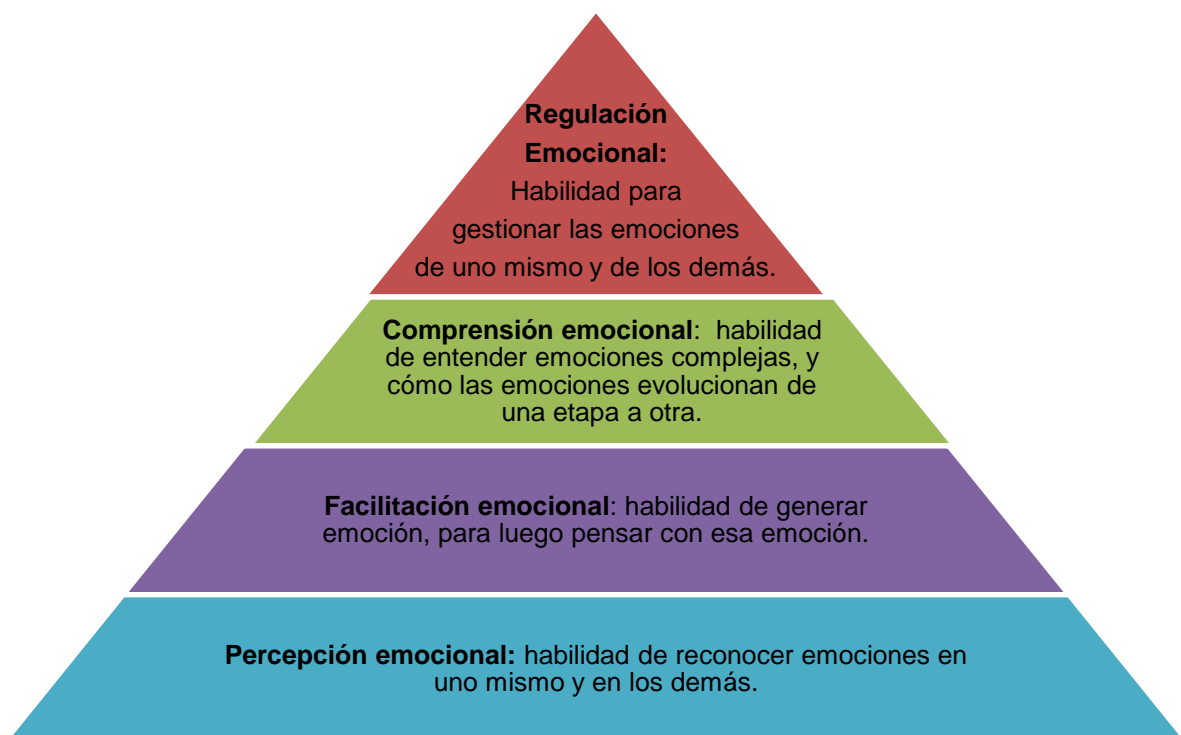 Regulación
Emocional:
Habilidad para
gestionar las emociones
de uno mismo y de los demás.
Comprensión emocional:  habilidad
de entender emociones complejas, y
cómo las emociones evolucionan de
una etapa a otra.
Facilitación emocional: habilidad de generar
emoción, para luego pensar con esa emoción.
Percepción emocional: habilidad de reconocer emociones en
uno mismo y en los demás.